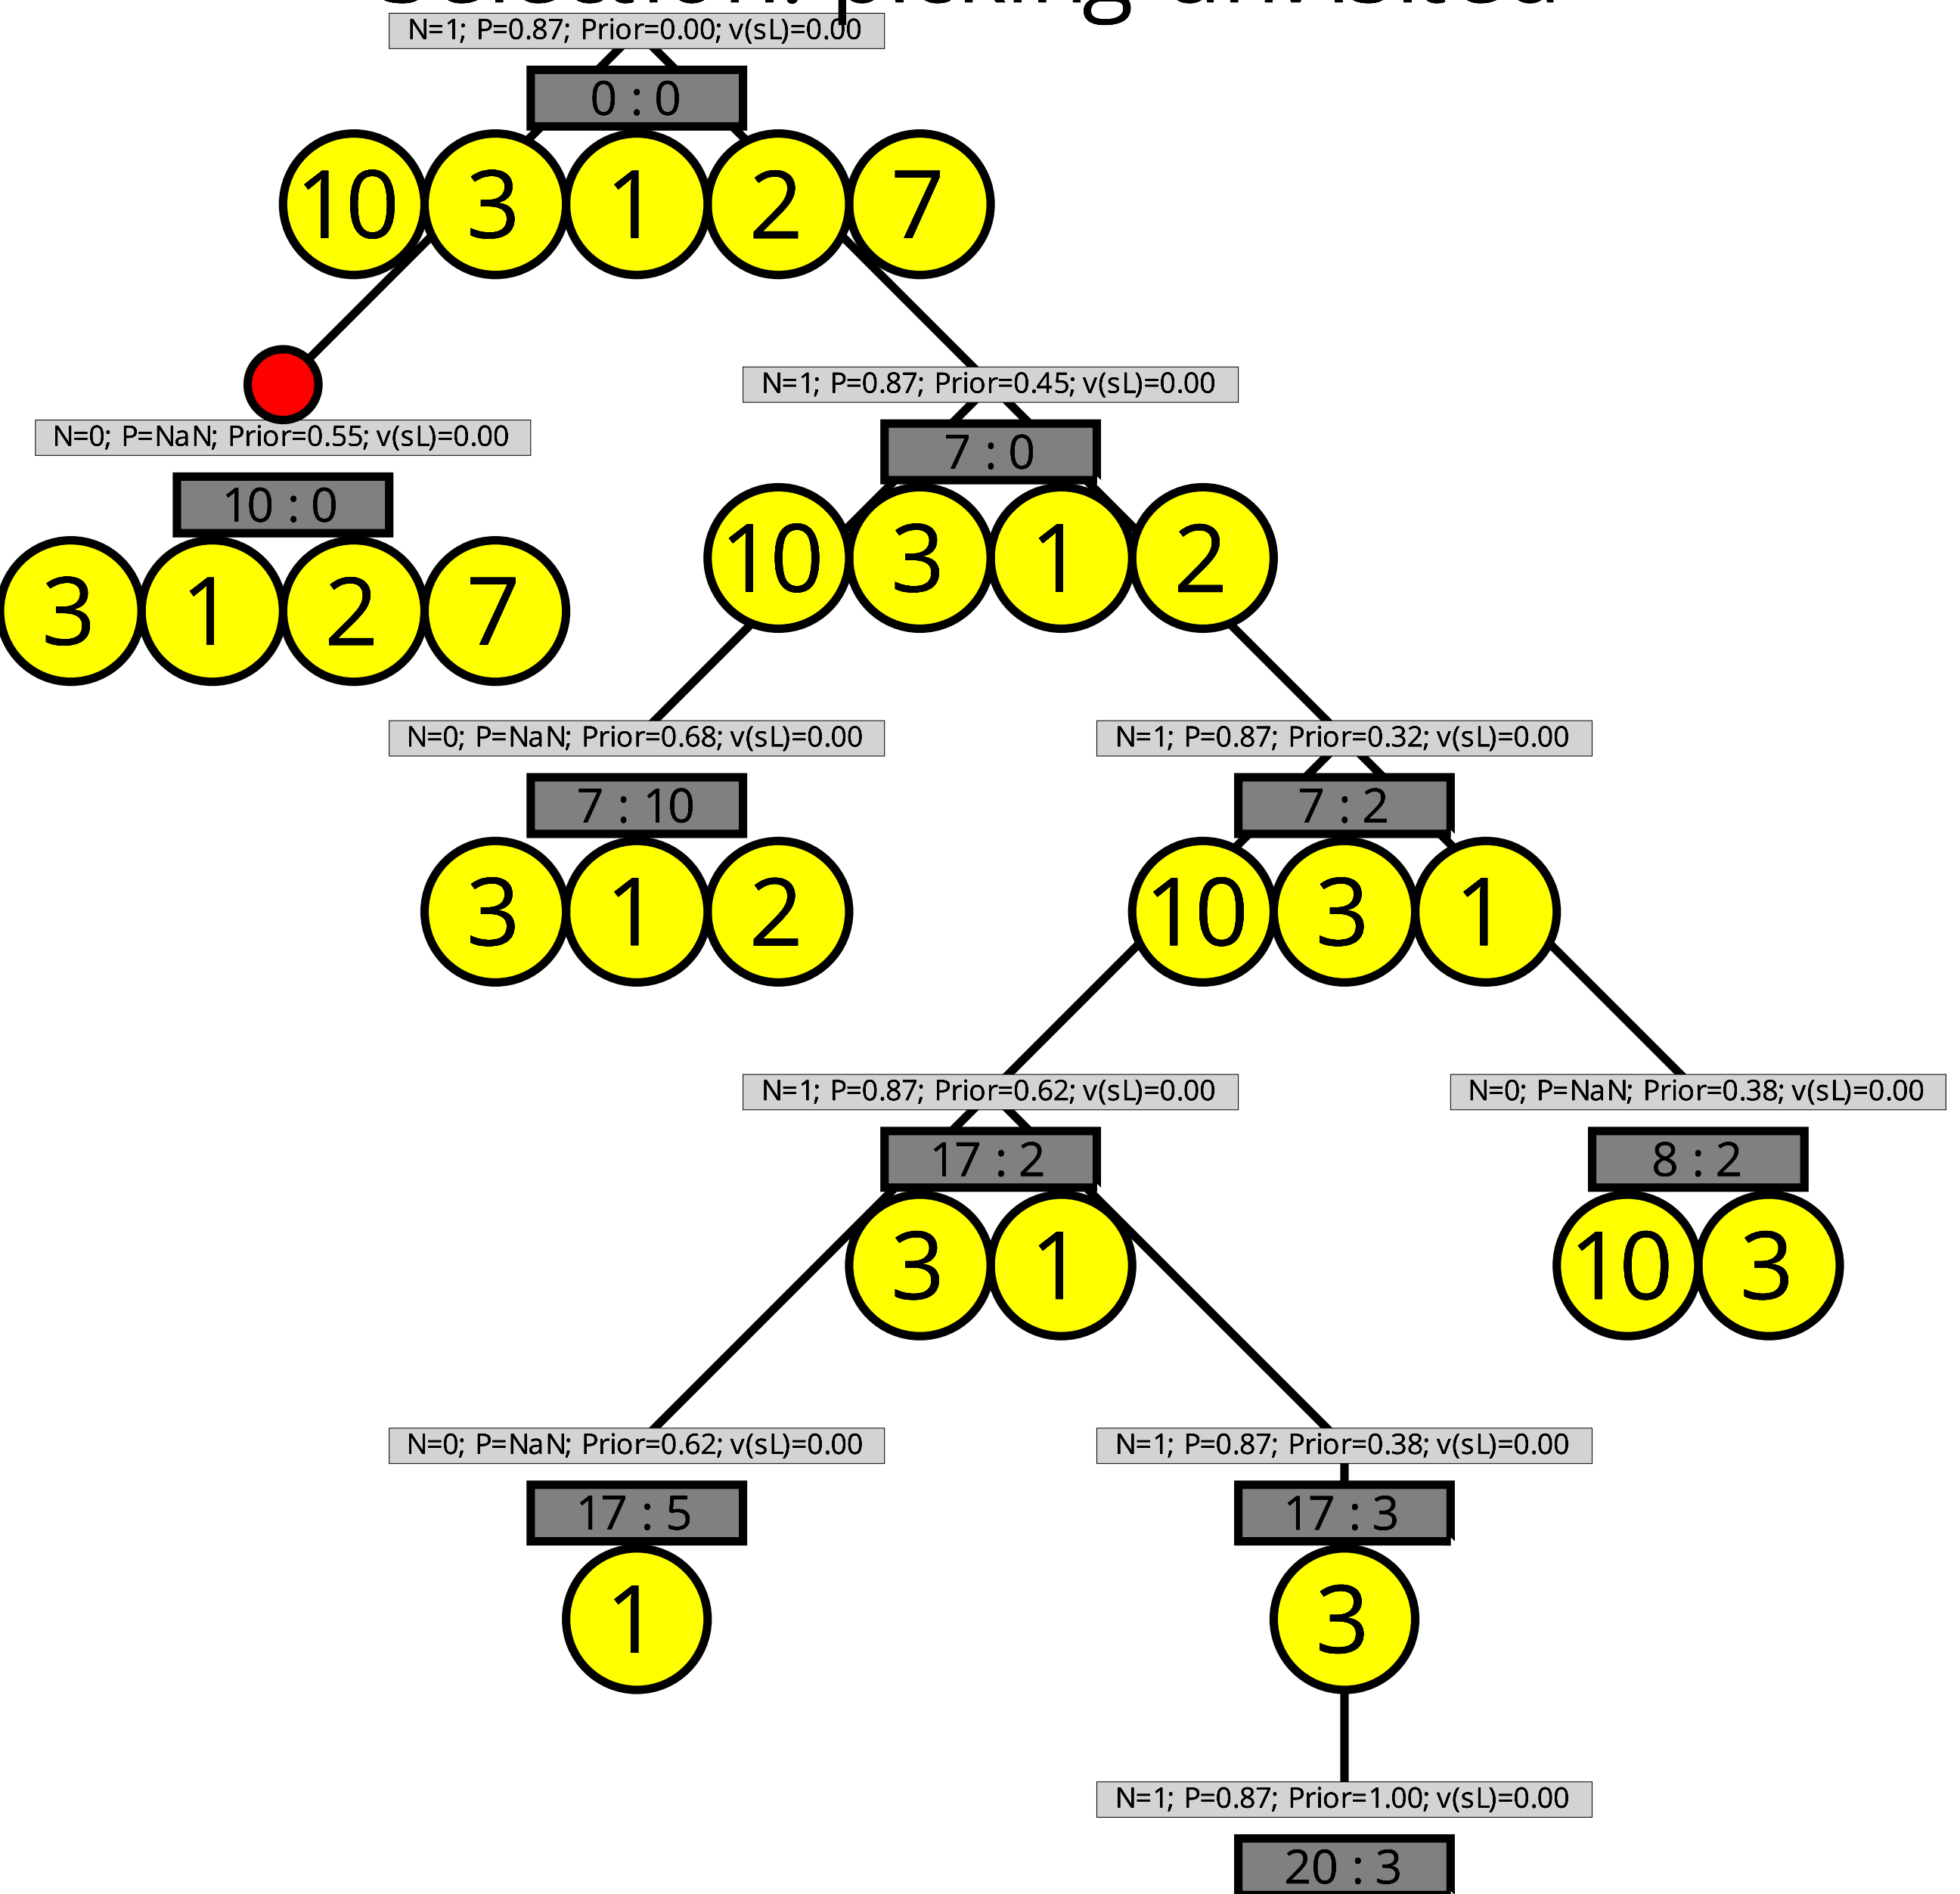 Selection: picking unvisited
N=1; P=0.87; Prior=0.00; v(sL)=0.00
0 : 0
10 3 1 2 7
N=1; P=0.87; Prior=0.45; v(sL)=0.00
N=0; P=NaN; Prior=0.55; v(sL)=0.00
7 : 0
10 : 0
10 3 1 2
3 1 2 7
N=0; P=NaN; Prior=0.68; v(sL)=0.00
N=1; P=0.87; Prior=0.32; v(sL)=0.00
7 : 10
7 : 2
3 1 2
10 3 1
N=1; P=0.87; Prior=0.62; v(sL)=0.00
N=0; P=NaN; Prior=0.38; v(sL)=0.00
17 : 2
8 : 2
3 1
10 3
N=0; P=NaN; Prior=0.62; v(sL)=0.00
N=1; P=0.87; Prior=0.38; v(sL)=0.00
17 : 5
17 : 3
1
3
N=1; P=0.87; Prior=1.00; v(sL)=0.00
20 : 3